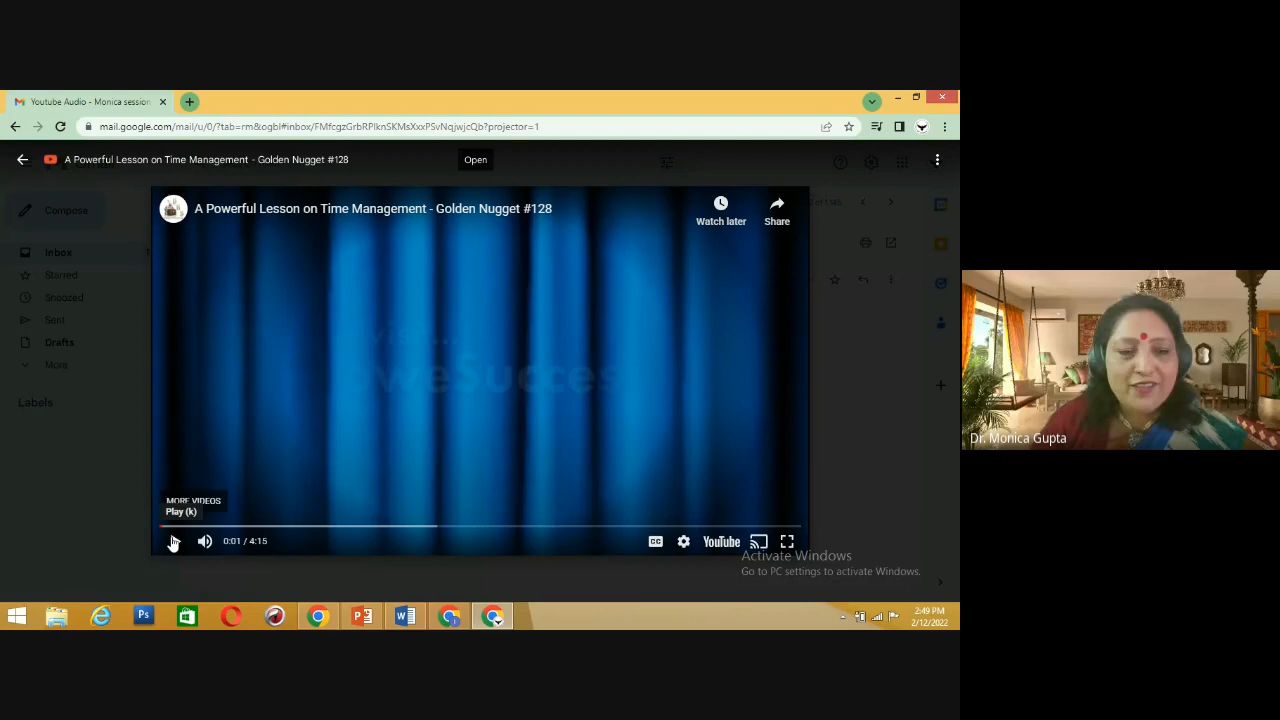 Youtube Audio - Monica session
mail.google.com/mail/u/0/?tab=rm&ogbl#inbox/FMfcgzGrbRPlknSKMsXxxPSvNqjwjcQb?projector=1
A Powerful Lesson on Time Management - Golden Nugget #128
Open
Compose
Inbox
Starred
Snoozed
Sent
Drafts
More
Labels
A Powerful Lesson on Time Management - Golden Nugget #128
Watch later
Share
MORE VIDEOS
Play (k)
0:01 / 4:15
CC
YouTube
Activate Windows
Go to PC settings to activate Windows.
Ps
2:49 PM
2/12/2022
Dr. Monica Gupta